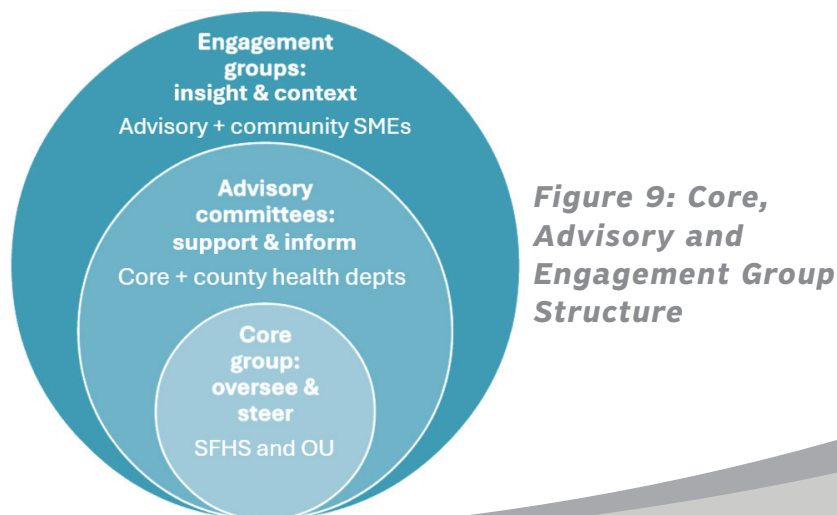 Engagement
groups:
insight & context
Advisory + community SMEs
Advisory
committees:
support & inform
Core + county health depts
Core
group:
oversee &
steer
SFHS and OU
Figure 9: Core,
Advisory and
Engagement Group
Structure